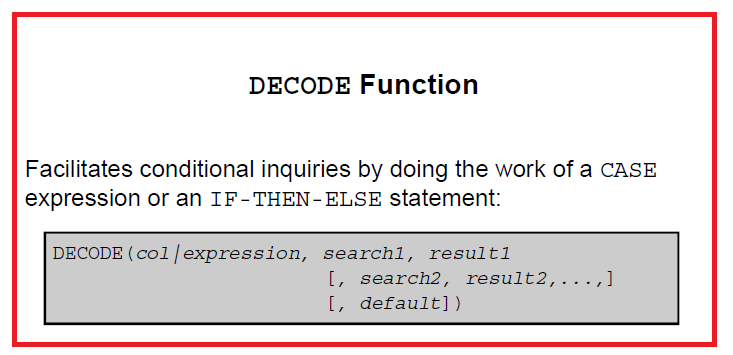 DECODE Function
Facilitates conditional inquiries by doing the work of a CASE
expression or an IF-THEN-ELSE statement:
DECODE(col|expression, search1, result1
[, search2, result2,...,]
[, default])